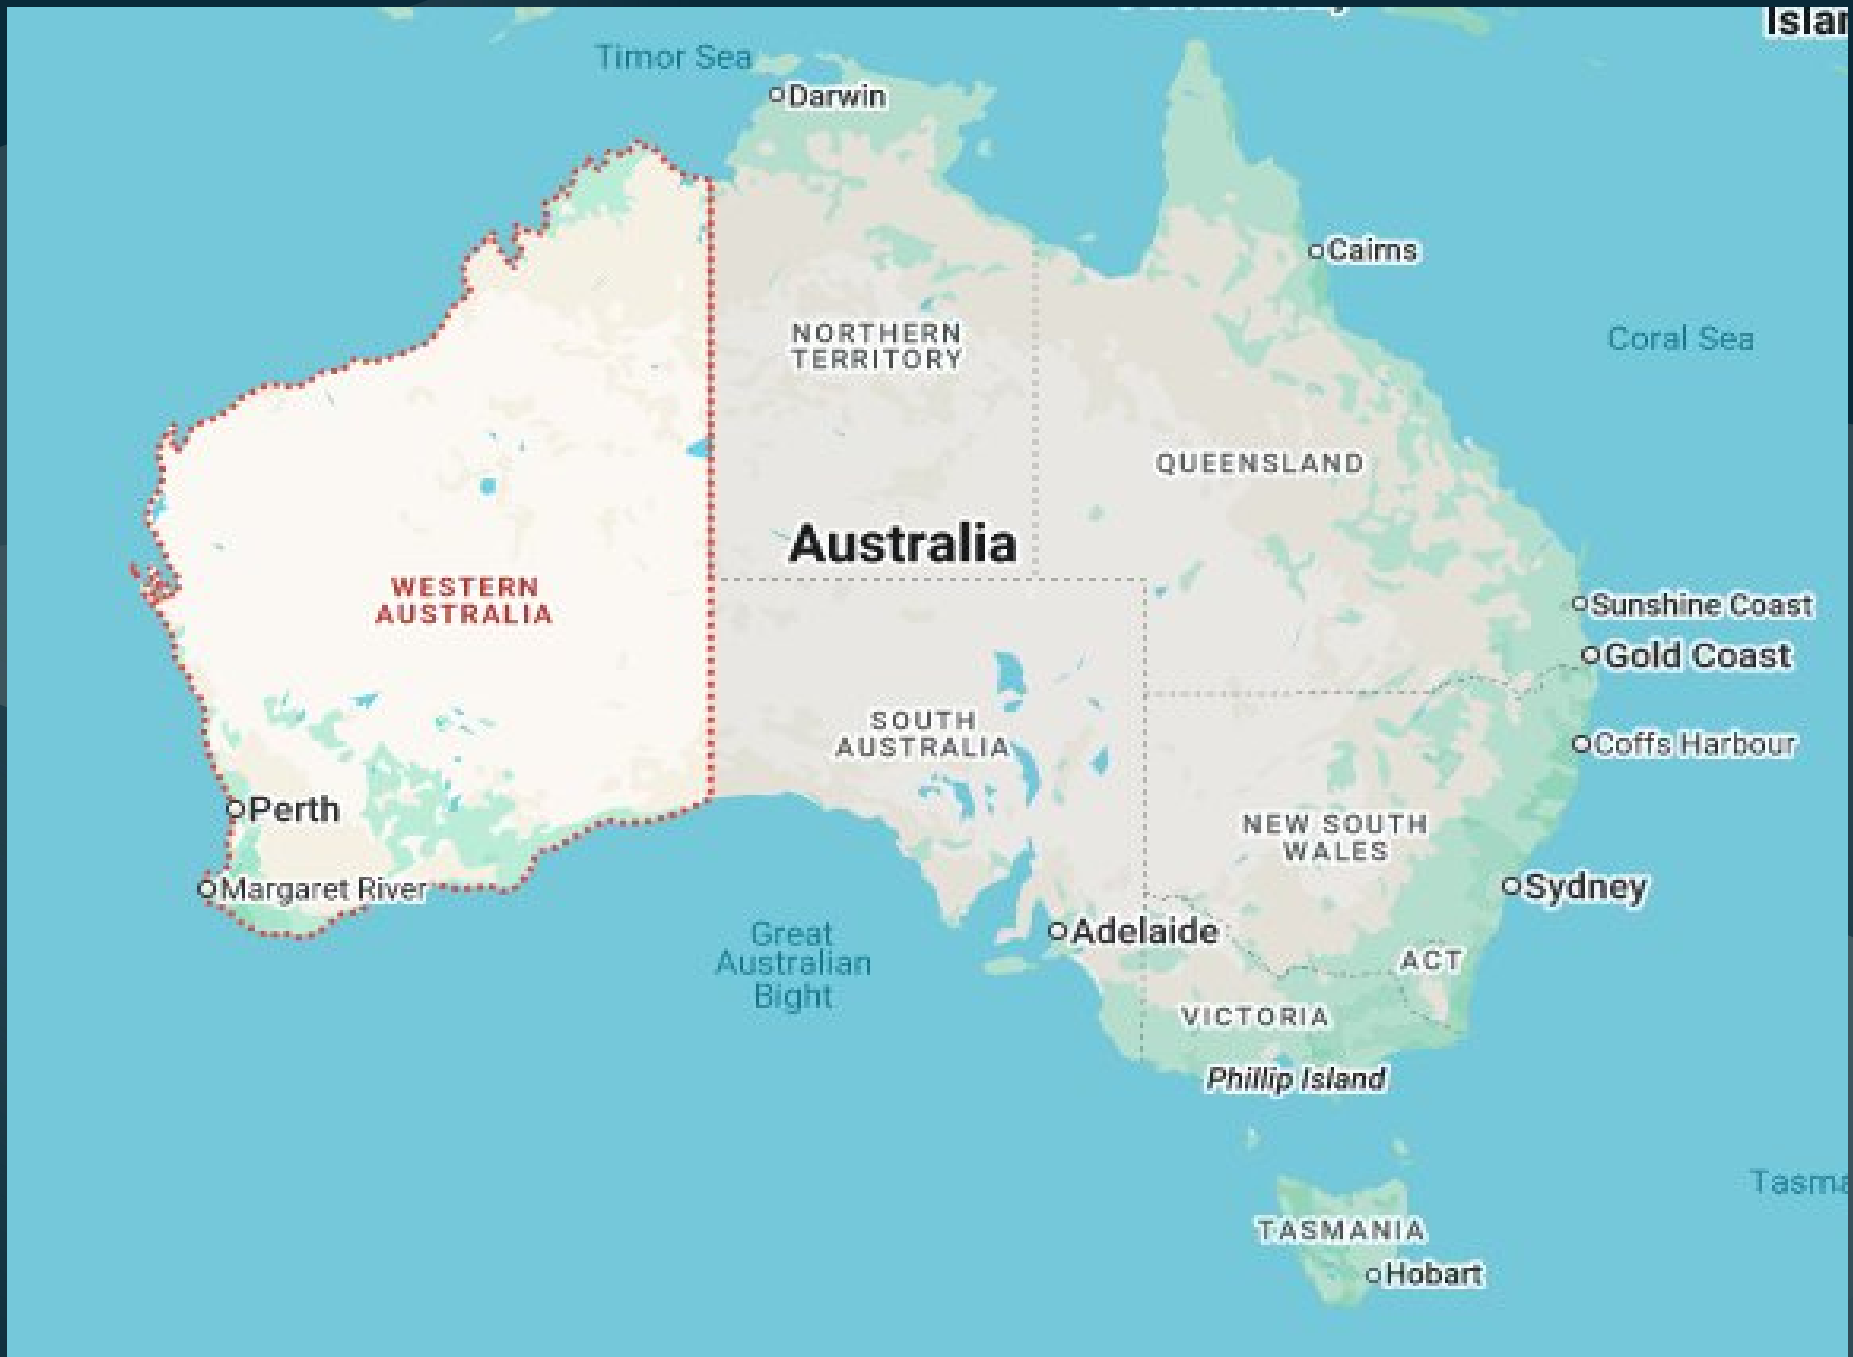 Timor Sea
Darwin
Cairns
Coral Sea
NORTHERN
TERRITORY
QUEENSLAND
Australia
WESTERN
AUSTRALIA
Sunshine Coast
Gold Coast
SOUTH
AUSTRALIA
Coffs Harbour
Perth
NEW SOUTH
WALES
Margaret River
Sydney
Great
Australian
Bight
Adelaide
ACT
VICTORIA
Phillip Island
TASMANIA
Hobart